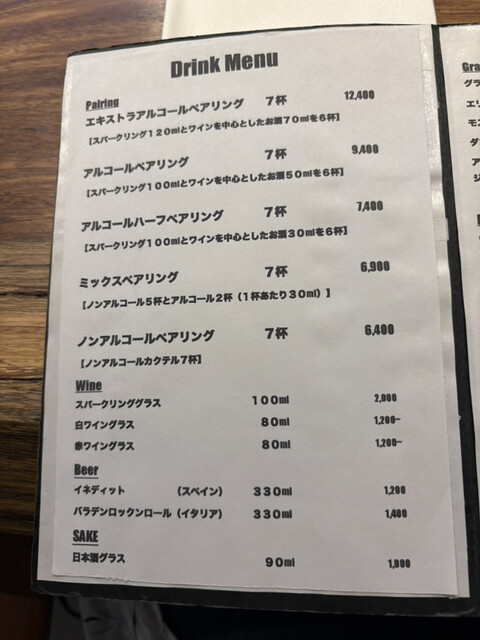 Drink Menu
Pairing
エキストラアルコールペアリング 7杯 12,400
[スパークリング120mlとワインを中心としたお酒70mlを6杯]
アルコールペアリング 7杯 9,400
[スパークリング100mlとワインを中心としたお酒50mlを6杯]
アルコールハーフペアリング 7杯 7,400
[スパークリング100mlとワインを中心としたお酒30mlを6杯]
ミックスペアリング 7杯 6,900
[ノンアルコール5杯とアルコール2杯（1杯あたり30ml）]
ノンアルコールペアリング 7杯 6,400
[ノンアルコールカクテル7杯]
Wine
スパークリンググラス 100ml 2,000
白ワイングラス 80ml 1,200~
赤ワイングラス 80ml 1,200~
Beer
イネディット （スペイン） 330ml 1,200
バラデンロックンロール（イタリア） 330ml 1,400
SAKE
日本酒グラス 90ml 1,000
Gra
グラ
エリ
モン
ダ
ア
ジ